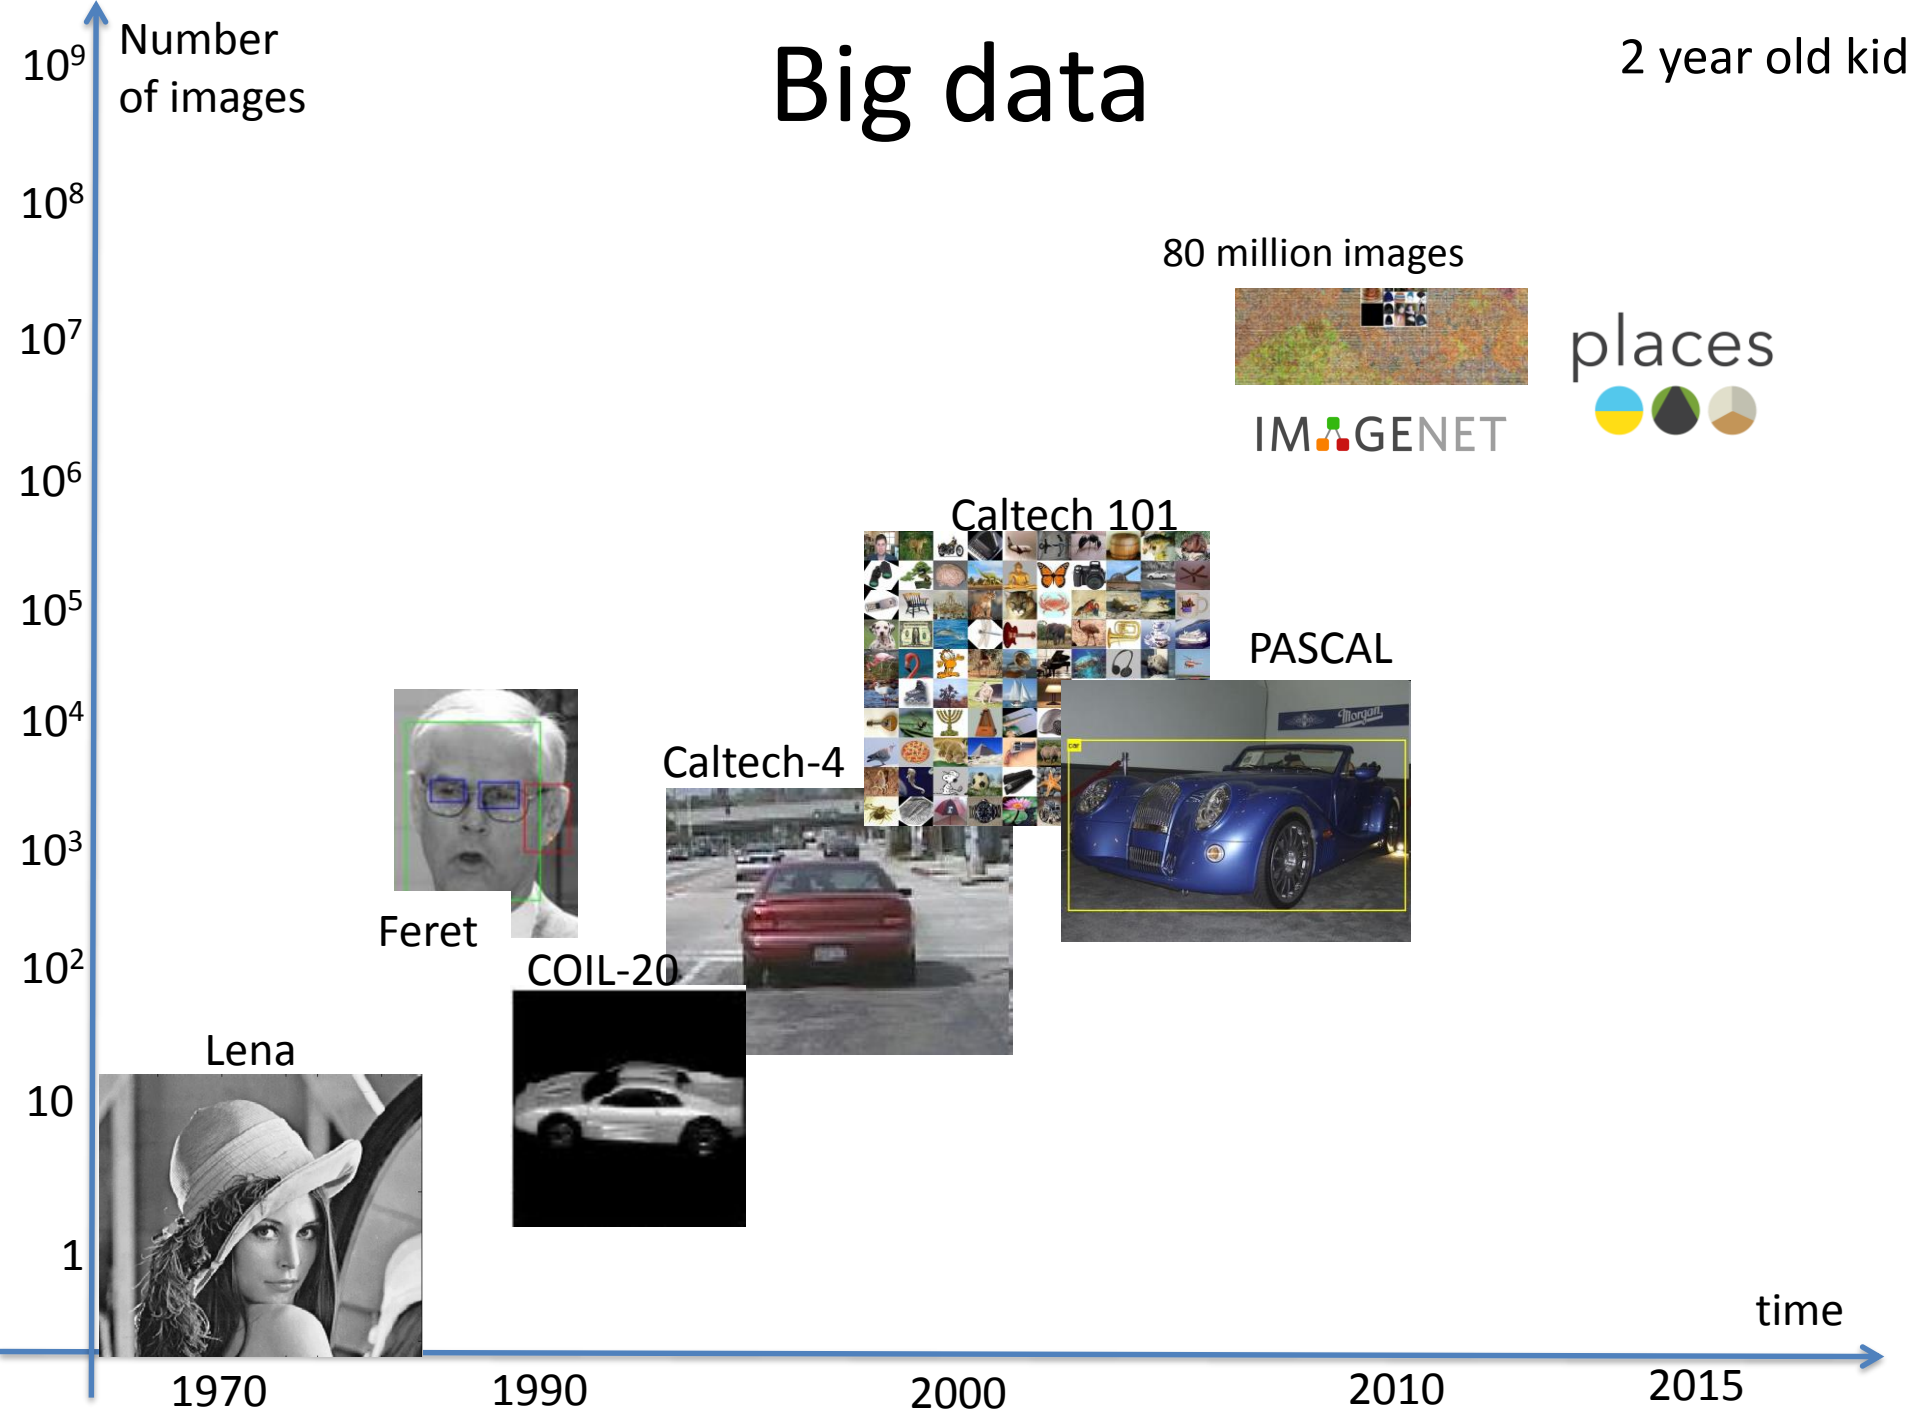 Big data
Number
of images
2 year old kid
10⁹
10⁸
80 million images
10⁷
places
IMAGENET
10⁶
Caltech 101
10⁵
PASCAL
10⁴
Morgan
car
Caltech-4
10³
Feret
10²
COIL-20
Lena
10
1
time
1970
1990
2000
2010
2015